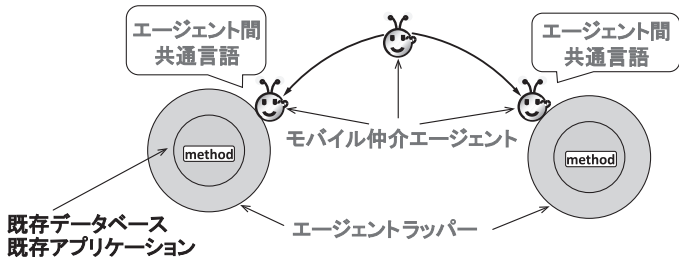 エージェント間
共通言語
エージェント間
共通言語
モバイル仲介エージェント
method
method
既存データベース
既存アプリケーション
エージェントラッパー